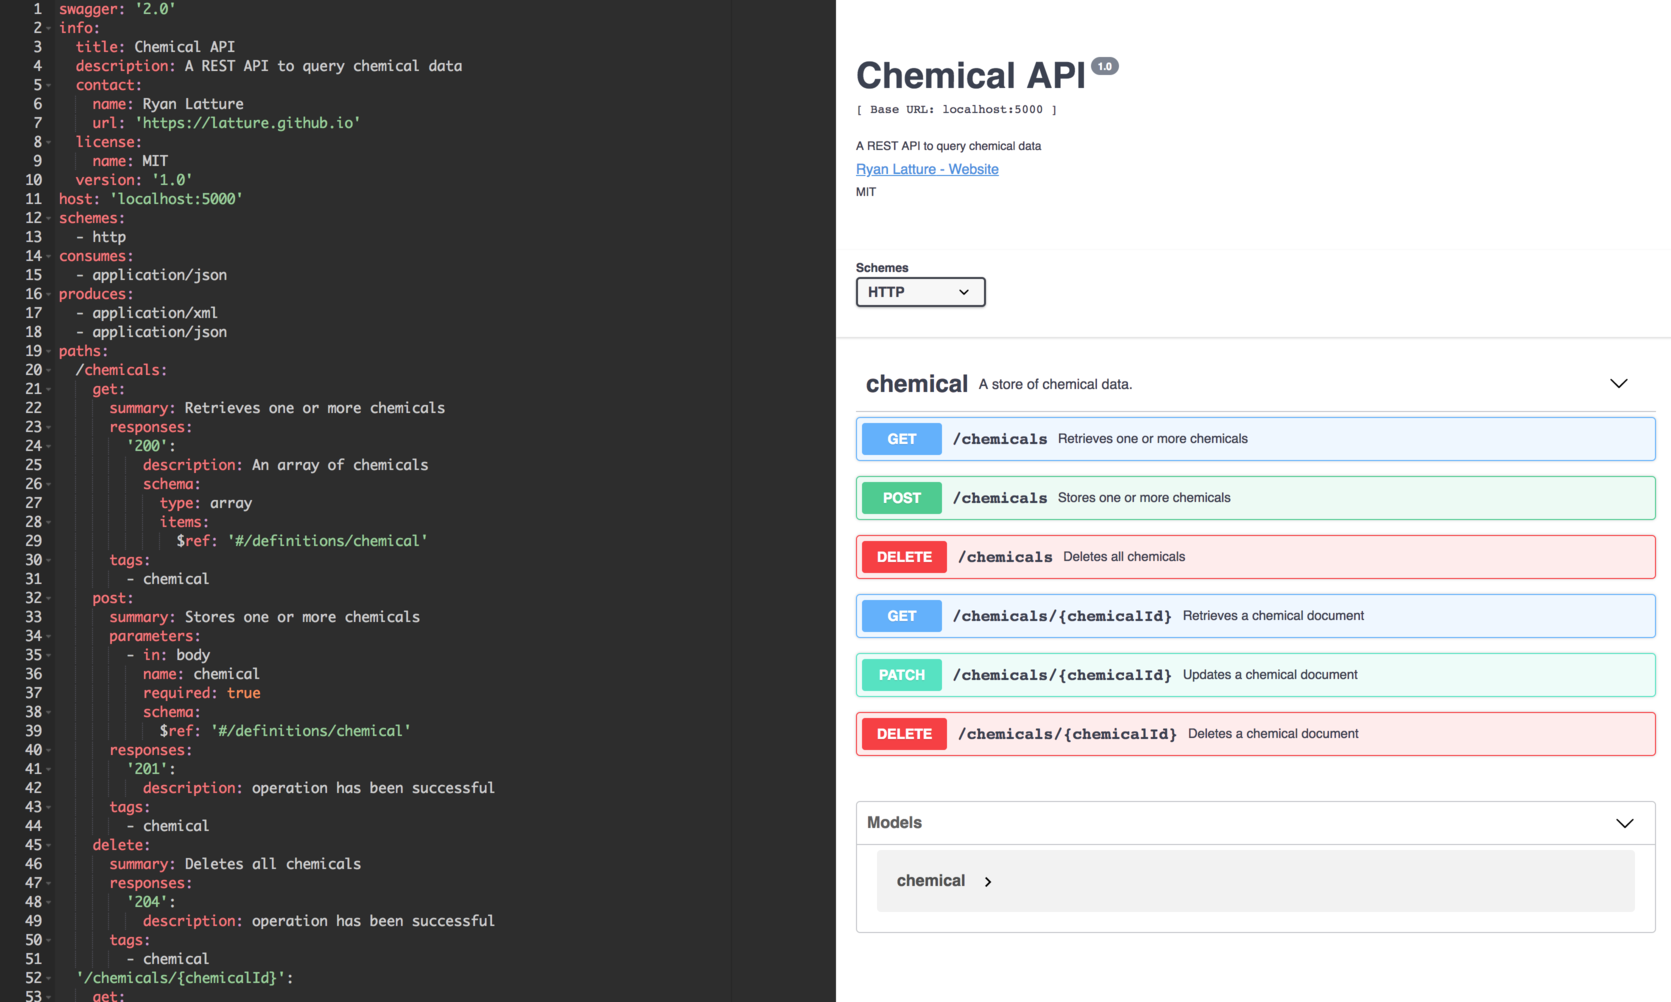 1 swagger: '2.0'
2 info:
3 title: Chemical API
4 description: A REST API to query chemical data
5 contact:
6 name: Ryan Latture
7 url: 'https://latture.github.io'
8 license:
9 name: MIT
10 version: '1.0'
11 host: 'localhost:5000'
12 schemes:
13 - http
14 consumes:
15 - application/json
16 produces:
17 - application/xml
18 - application/json
19 paths:
20 /chemicals:
21 get:
22 summary: Retrieves one or more chemicals
23 responses:
24 '200':
25 description: An array of chemicals
26 schema:
27 type: array
28 items:
29 $ref: '#/definitions/chemical'
30 tags:
31 - chemical
32 post:
33 summary: Stores one or more chemicals
34 parameters:
35 - in: body
36 name: chemical
37 required: true
38 schema:
39 $ref: '#/definitions/chemical'
40 responses:
41 '201':
42 description: operation has been successful
43 tags:
44 - chemical
45 delete:
46 summary: Deletes all chemicals
47 responses:
48 '204':
49 description: operation has been successful
50 tags:
51 - chemical
52 '/chemicals/{chemicalId}':
53 get:
Chemical API 1.0
[ Base URL: localhost:5000 ]
A REST API to query chemical data
Ryan Latture - Website
MIT
Schemes
HTTP
chemical A store of chemical data.
GET /chemicals Retrieves one or more chemicals
POST /chemicals Stores one or more chemicals
DELETE /chemicals Deletes all chemicals
GET /chemicals/{chemicalId} Retrieves a chemical document
PATCH /chemicals/{chemicalId} Updates a chemical document
DELETE /chemicals/{chemicalId} Deletes a chemical document
Models
chemical